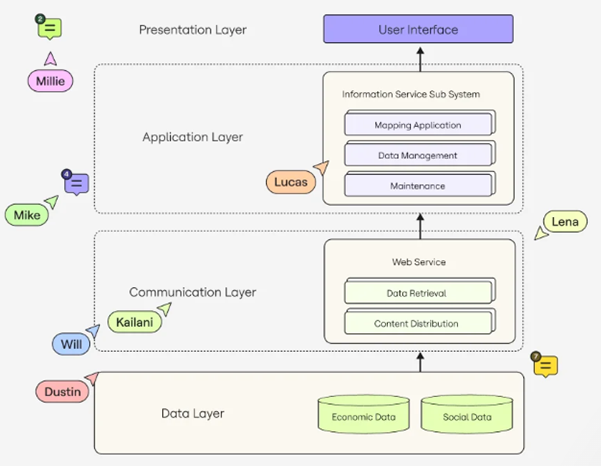 2
Presentation Layer
User Interface
Millie
Information Service Sub System
Mapping Application
Application Layer
Data Management
Lucas
4
Maintenance
Mike
Lena
Web Service
Communication Layer
Data Retrieval
Kailani
Content Distribution
Will
7
Dustin
Data Layer
Economic Data
Social Data